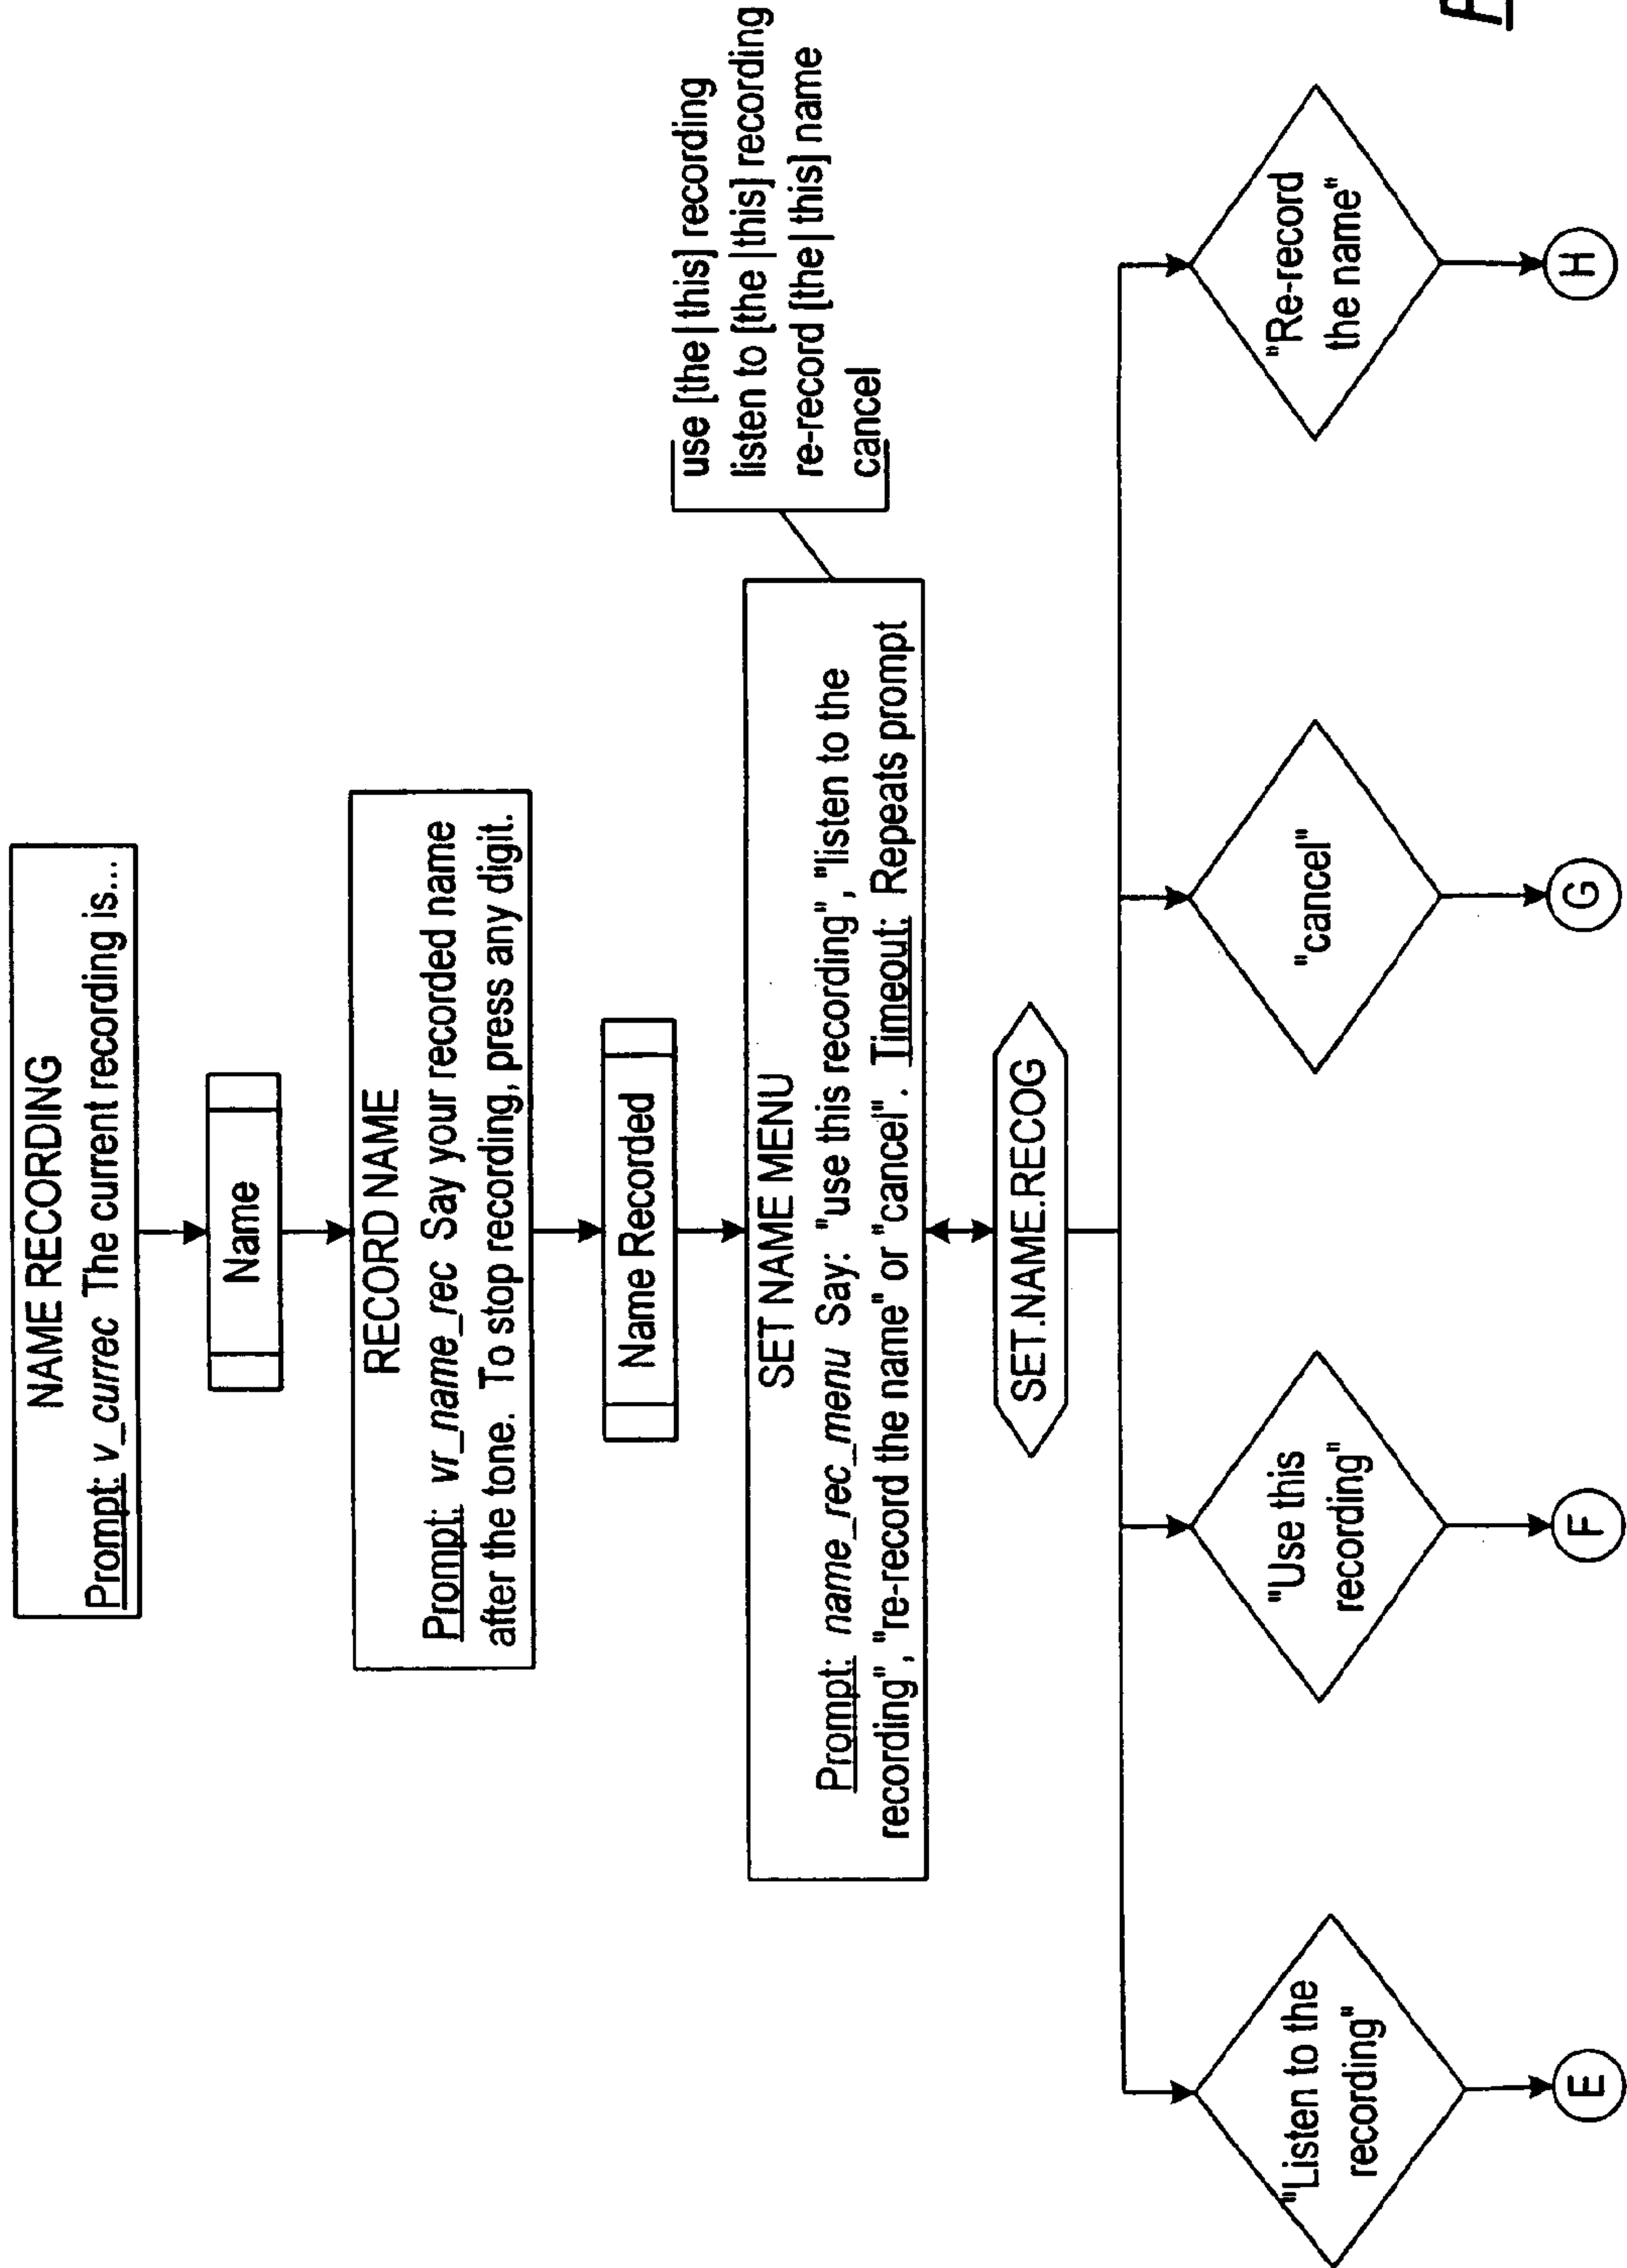 NAME RECORDING
Prompt: v_currec The current recording is...
Name
RECORD NAME
Prompt: vr_name_rec Say your recorded name
after the tone. To stop recording, press any digit.
Name Recorded
SET NAME MENU
Prompt: name_rec_menu Say: "use this recording", "listen to the
recording", "re-record the name" or "cancel". Timeout: Repeats prompt
use [the|this] recording
listen to [the|this] recording
re-record [the|this] name
cancel
SET.NAME.RECOG
"Listen to the
recording"
"Use this
recording"
"cancel"
"Re-record
the name"
E
F
G
H